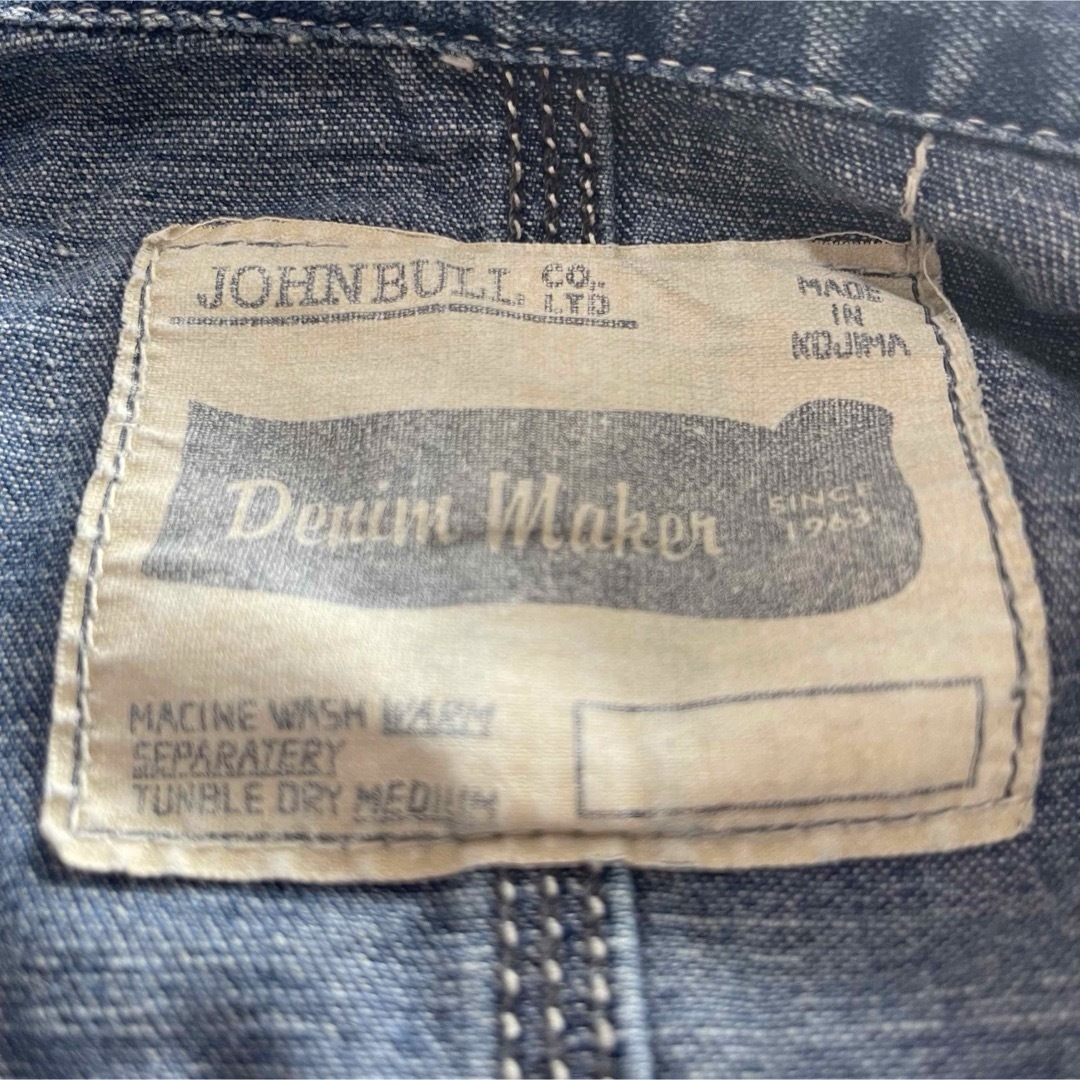 JOHNBULL CO., LTD
MADE IN KOJIMA
Denim Maker
SINCE 1963
MACINE WASH WARM
SEPARATERY
TUNBLE DRY MEDIUM